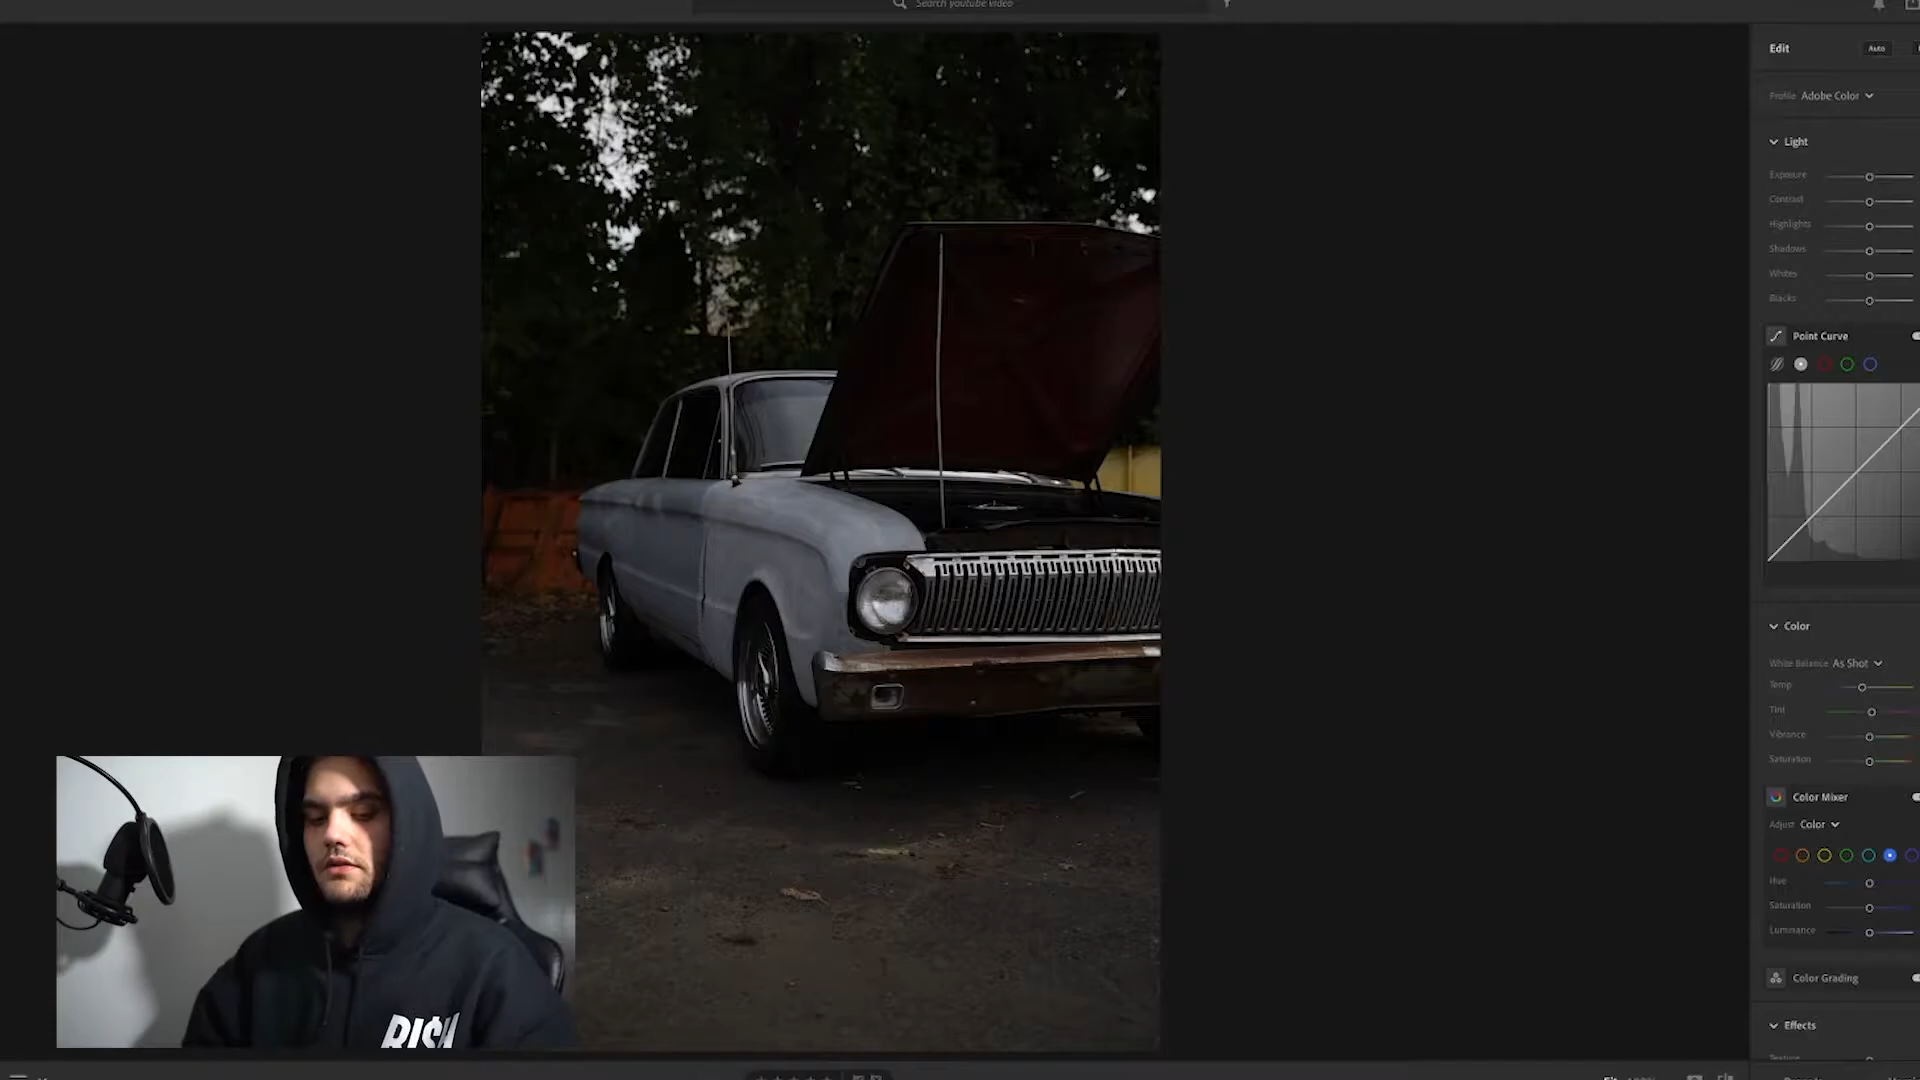 Search youtube video
Edit
Auto
Profile Adobe Color
Light
Exposure
Contrast
Highlights
Shadows
Whites
Blacks
Point Curve
Color
White Balance As Shot
Temp
Tint
Vibrance
Saturation
Color Mixer
Adjust Color
Hue
Saturation
Luminance
Color Grading
Effects